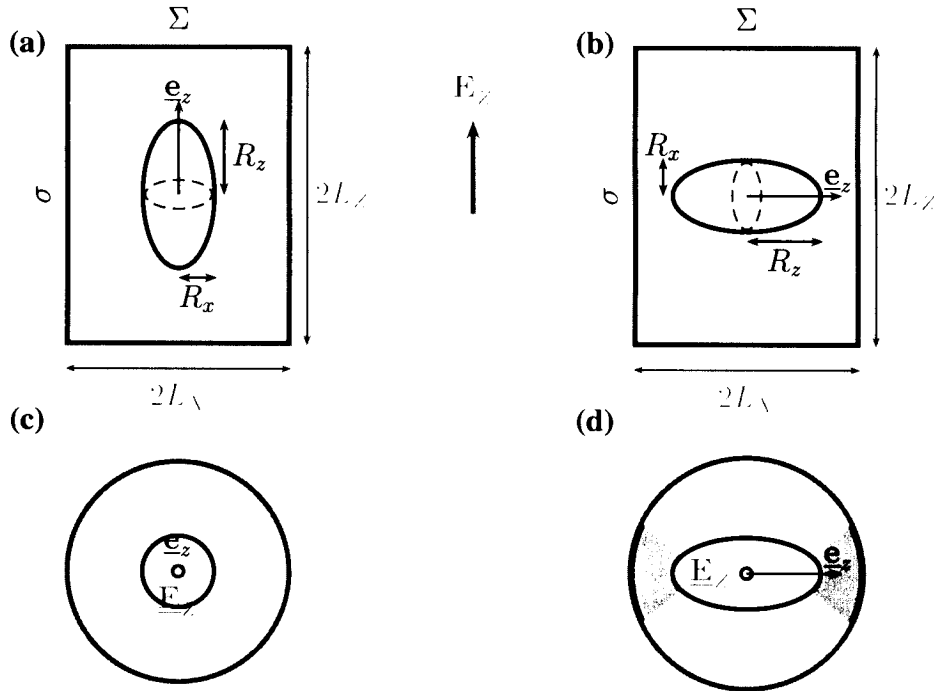 (a)
Σ
e_z
R_z
R_x
σ
2L_Z
2L_X
E_Z
(b)
Σ
R_x
e_z
R_z
σ
2L_Z
2L_X
(c)
e_z
E_Z
(d)
e_z
E_Z